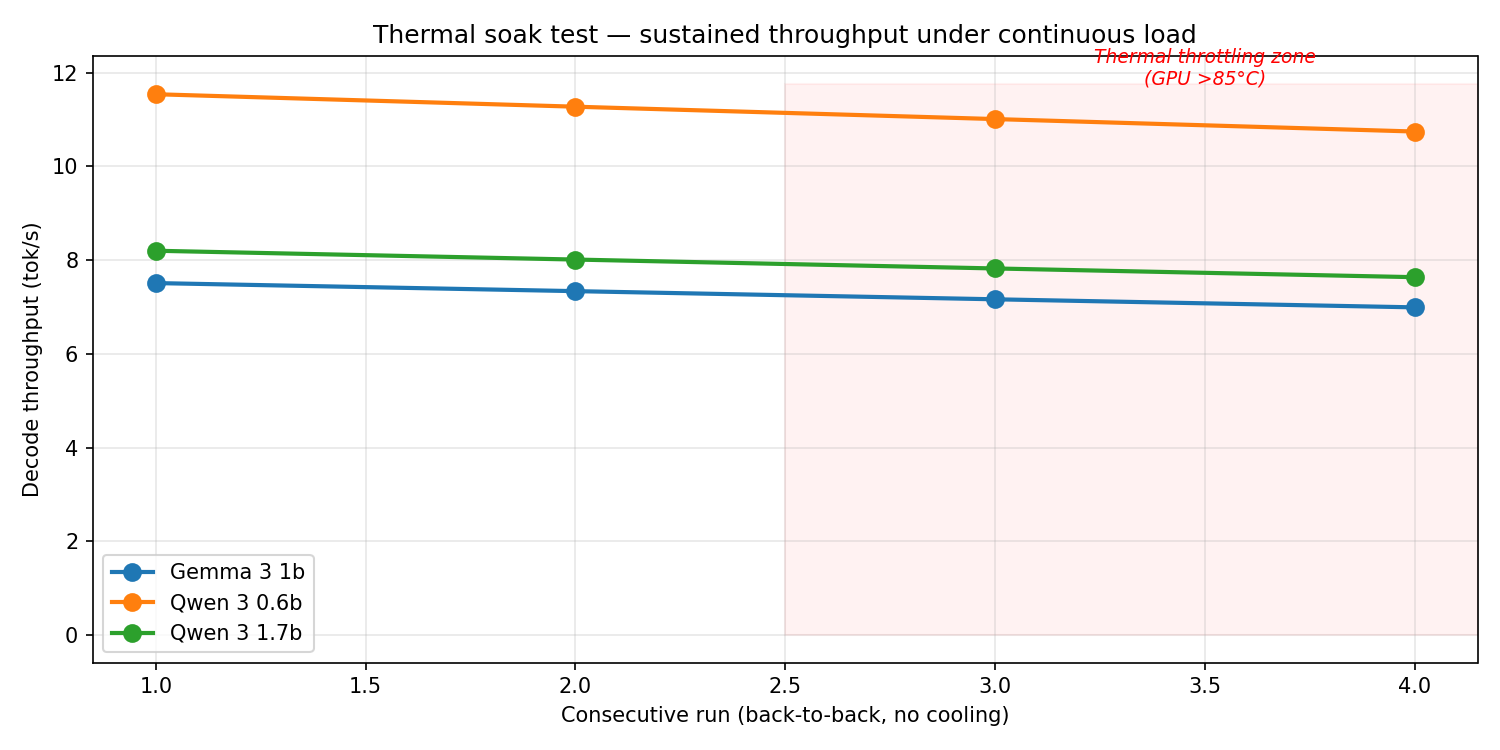 Thermal soak test — sustained throughput under continuous load
Thermal throttling zone
(GPU >85°C)
Decode throughput (tok/s)
12
10
8
6
4
2
0
Gemma 3 1b
Qwen 3 0.6b
Qwen 3 1.7b
1.0
1.5
2.0
2.5
3.0
3.5
4.0
Consecutive run (back-to-back, no cooling)